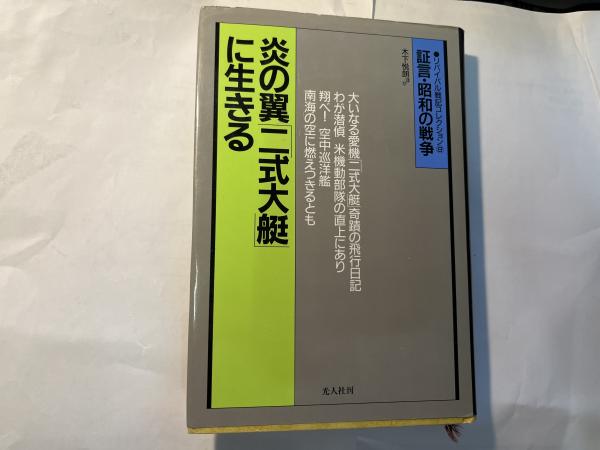 ●リバイバル戦記コレクション
証言・昭和の戦争
木下悦朗
大いなる愛機「二式大艇」奇蹟の飛行日記
わが潜偵 米機動部隊の直上にあり
翔べ！空中巡洋艦
南海の空に燃えつきるとも
炎の翼「二式大艇」
に生きる
光人社刊